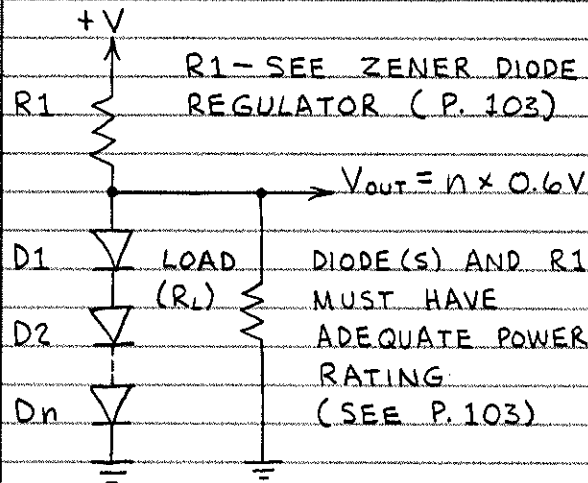 +V
R1 – SEE ZENER DIODE
R1 REGULATOR (P. 103)
VOUT = n × 0.6V
D1 LOAD DIODE(S) AND R1
(RL) MUST HAVE
D2 ADEQUATE POWER
RATING
Dn (SEE P. 103)